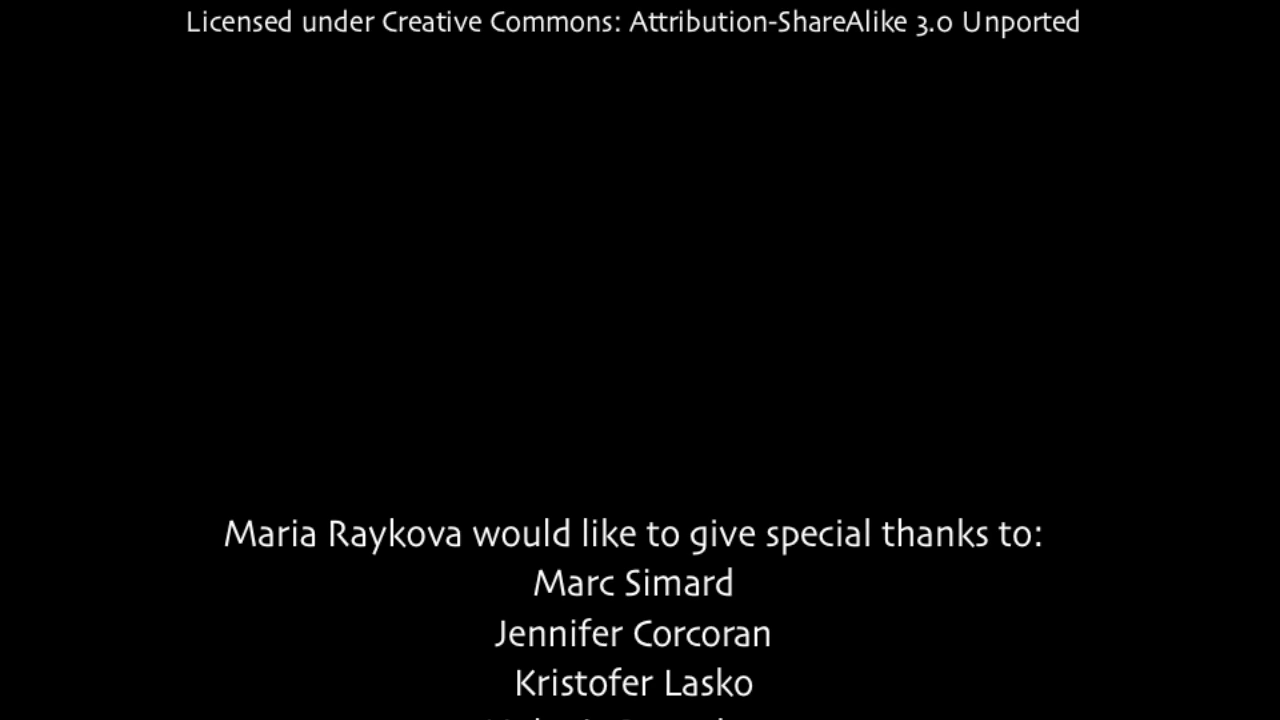 Licensed under Creative Commons: Attribution-ShareAlike 3.0 Unported
Maria Raykova would like to give special thanks to:
Marc Simard
Jennifer Corcoran
Kristofer Lasko